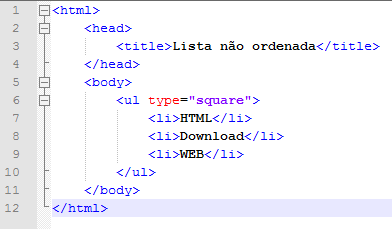 1 <html>
2 <head>
3 <title>Lista não ordenada</title>
4 </head>
5 <body>
6 <ul type="square">
7 <li>HTML</li>
8 <li>Download</li>
9 <li>WEB</li>
10 </ul>
11 </body>
12 </html>